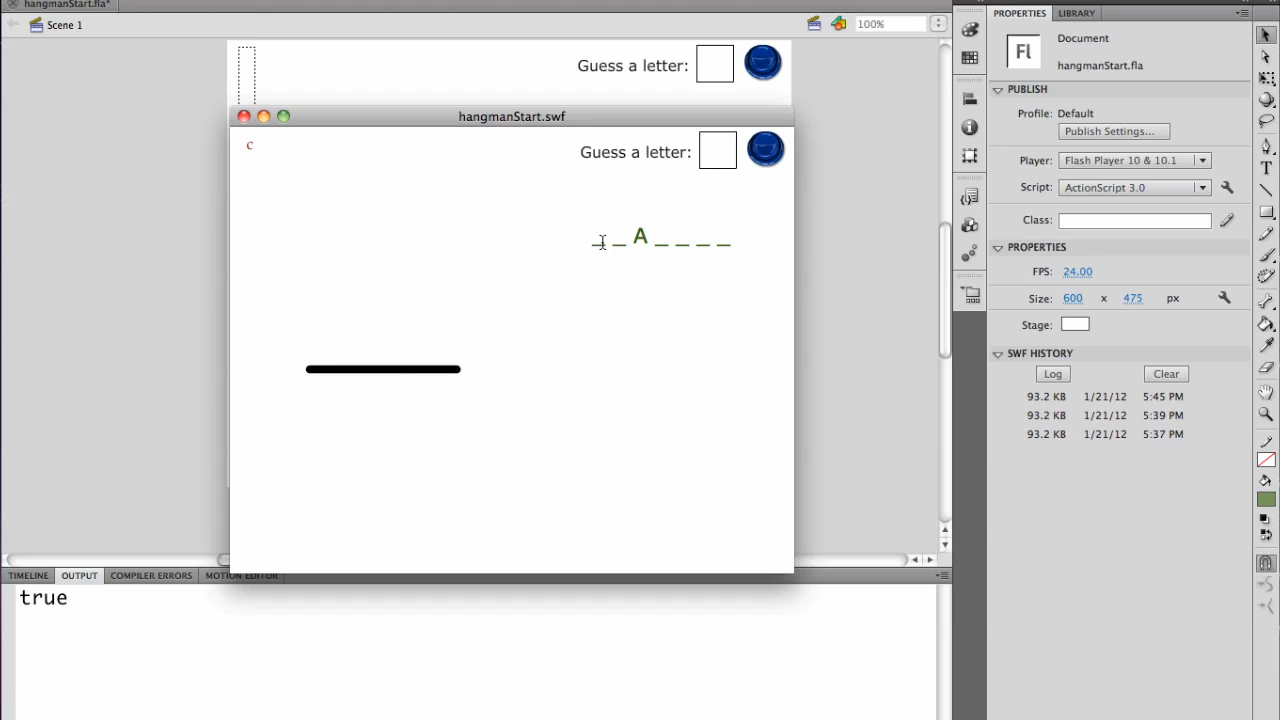 hangmanStart.fla*
PROPERTIES
LIBRARY
Scene 1
100%
Document
Fl
hangmanStart.fla
Guess a letter:
PUBLISH
Profile: Default
Publish Settings...
Player: Flash Player 10 & 10.1
Script: ActionScript 3.0
Class:
PROPERTIES
FPS: 24.00
Size: 600 x 475 px
Stage:
SWF HISTORY
Log
Clear
93.2 KB 1/21/12 5:45 PM
93.2 KB 1/21/12 5:39 PM
93.2 KB 1/21/12 5:37 PM
hangmanStart.swf
c
Guess a letter:
_ _ A _ _ _ _
TIMELINE
OUTPUT
COMPILER ERRORS
MOTION EDITOR
true